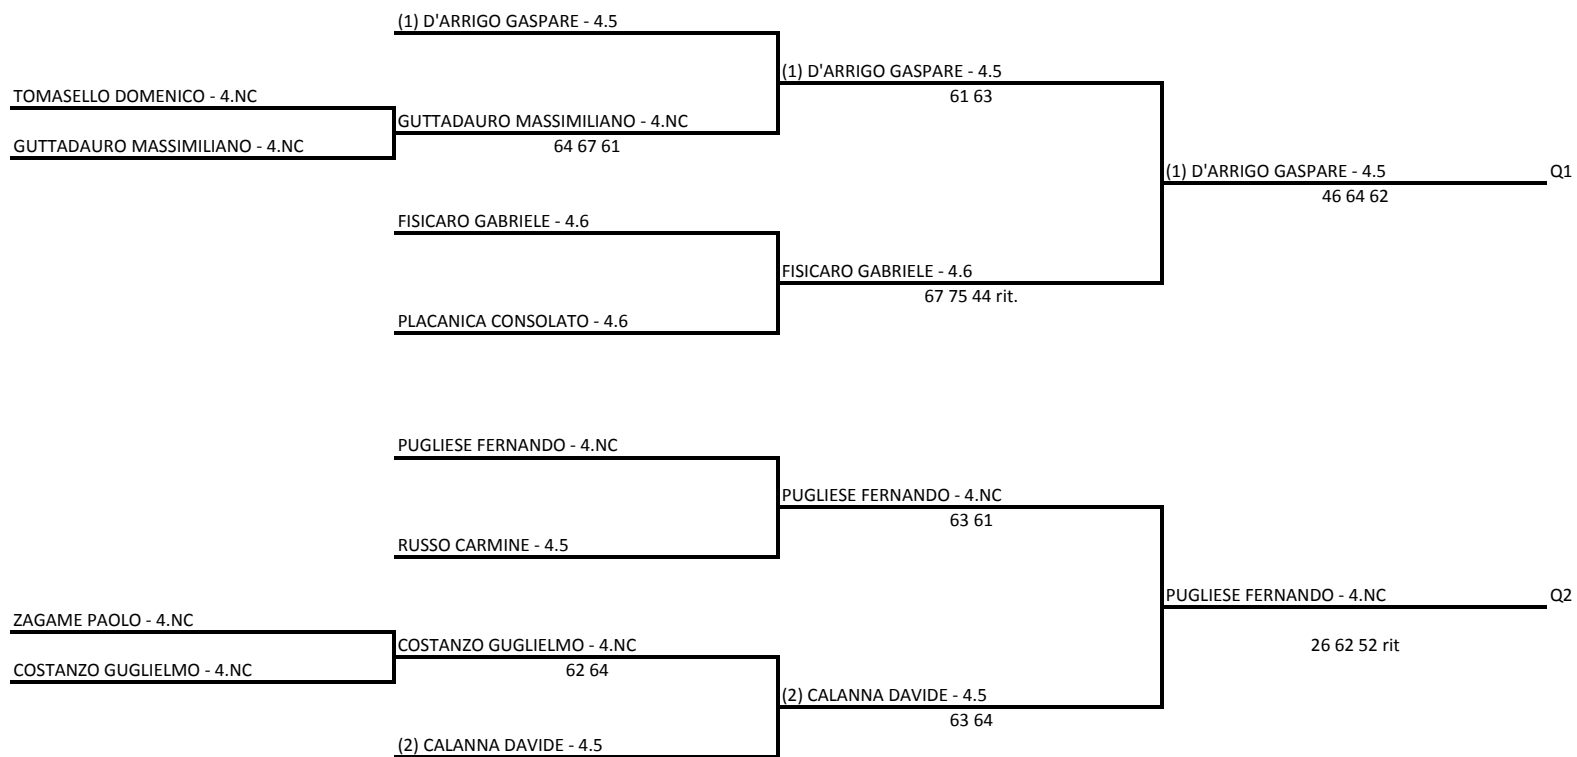 (1) D'ARRIGO GASPARE - 4.5
(1) D'ARRIGO GASPARE - 4.5
TOMASELLO DOMENICO - 4.NC
61 63
GUTTADAURO MASSIMILIANO - 4.NC
GUTTADAURO MASSIMILIANO - 4.NC
64 67 61
(1) D'ARRIGO GASPARE - 4.5
Q1
46 64 62
FISICARO GABRIELE - 4.6
FISICARO GABRIELE - 4.6
67 75 44 rit.
PLACANICA CONSOLATO - 4.6
PUGLIESE FERNANDO - 4.NC
PUGLIESE FERNANDO - 4.NC
63 61
RUSSO CARMINE - 4.5
PUGLIESE FERNANDO - 4.NC
Q2
ZAGAME PAOLO - 4.NC
COSTANZO GUGLIELMO - 4.NC
26 62 52 rit
COSTANZO GUGLIELMO - 4.NC
62 64
(2) CALANNA DAVIDE - 4.5
63 64
(2) CALANNA DAVIDE - 4.5